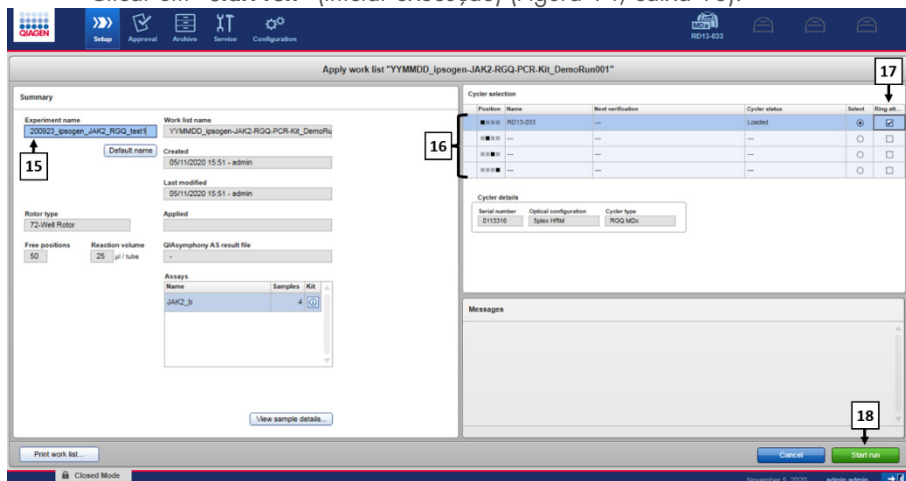 Clicar em "Start run" (iniciar execução) (Figura 14, caixa 18).
QIAGEN
Setup
Approval
Archive
Service
Configuration
MDx
RD13-033
Apply work list "YYMMDD_ipsogen-JAK2-RGQ-PCR-Kit_DemoRun001"
17
Summary
Experiment name
200923_ipsogen_JAK2_RGQ_test1
Default name
15
Work list name
YYMMDD_ipsogen-JAK2-RGQ-PCR-Kit_DemoRu
Created
05/11/2020 15:51 - admin
Last modified
05/11/2020 15:51 - admin
Rotor type
72-Well Rotor
Applied
Free positions
50
Reaction volume
25 µl / tube
QIAsymphony AS result file
-
Assays
Name Samples Kit
JAK2_b 4
View sample details...
Cycler selection
Position Name Next verification Cycler status Select Ring att...
RD13-033 --- Loaded
--- --- ---
--- --- ---
--- --- ---
16
Cycler details
Serial number Optical configuration Cycler type
0113316 5plex HRM RGQ MDx
Messages
18
Print work list...
Cancel
Start run
Closed Mode
November 5, 2020 admin admin